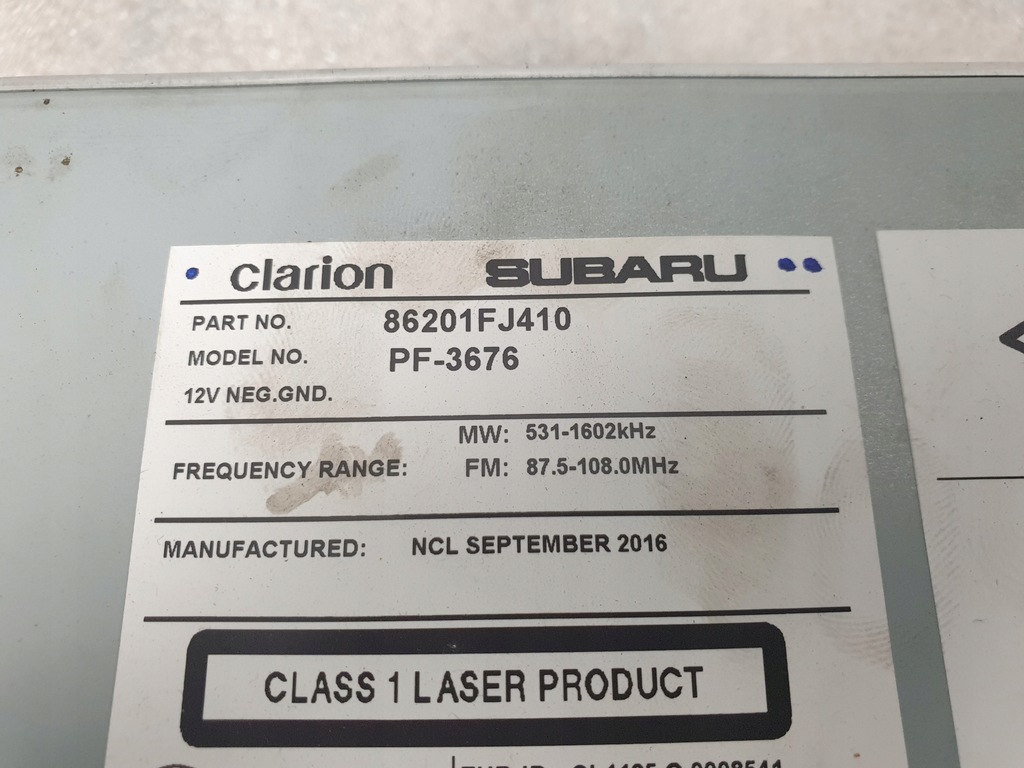 clarion SUBARU
PART NO. 86201FJ410
MODEL NO. PF-3676
12V NEG.GND.
MW: 531-1602kHz
FREQUENCY RANGE: FM: 87.5-108.0MHz
MANUFACTURED: NCL SEPTEMBER 2016
CLASS 1 LASER PRODUCT